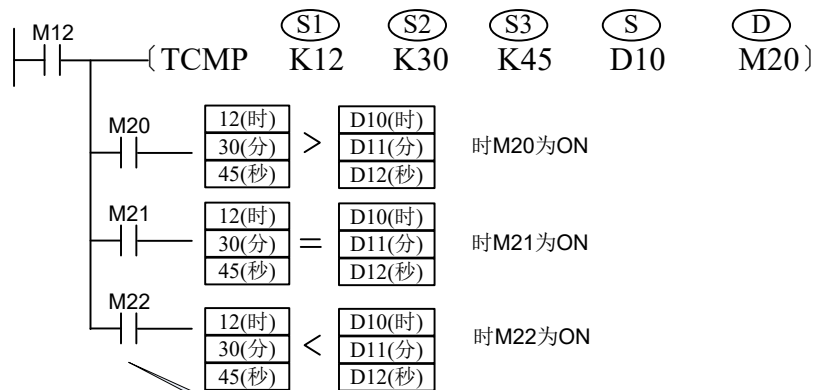 S1 S2 S3 S D
M12
〔TCMP K12 K30 K45 D10 M20〕
M20
12(时) D10(时)
30(分) > D11(分) 时M20为ON
45(秒) D12(秒)
M21
12(时) D10(时)
30(分) = D11(分) 时M21为ON
45(秒) D12(秒)
M22
12(时) D10(时)
30(分) < D11(分) 时M22为ON
45(秒) D12(秒)